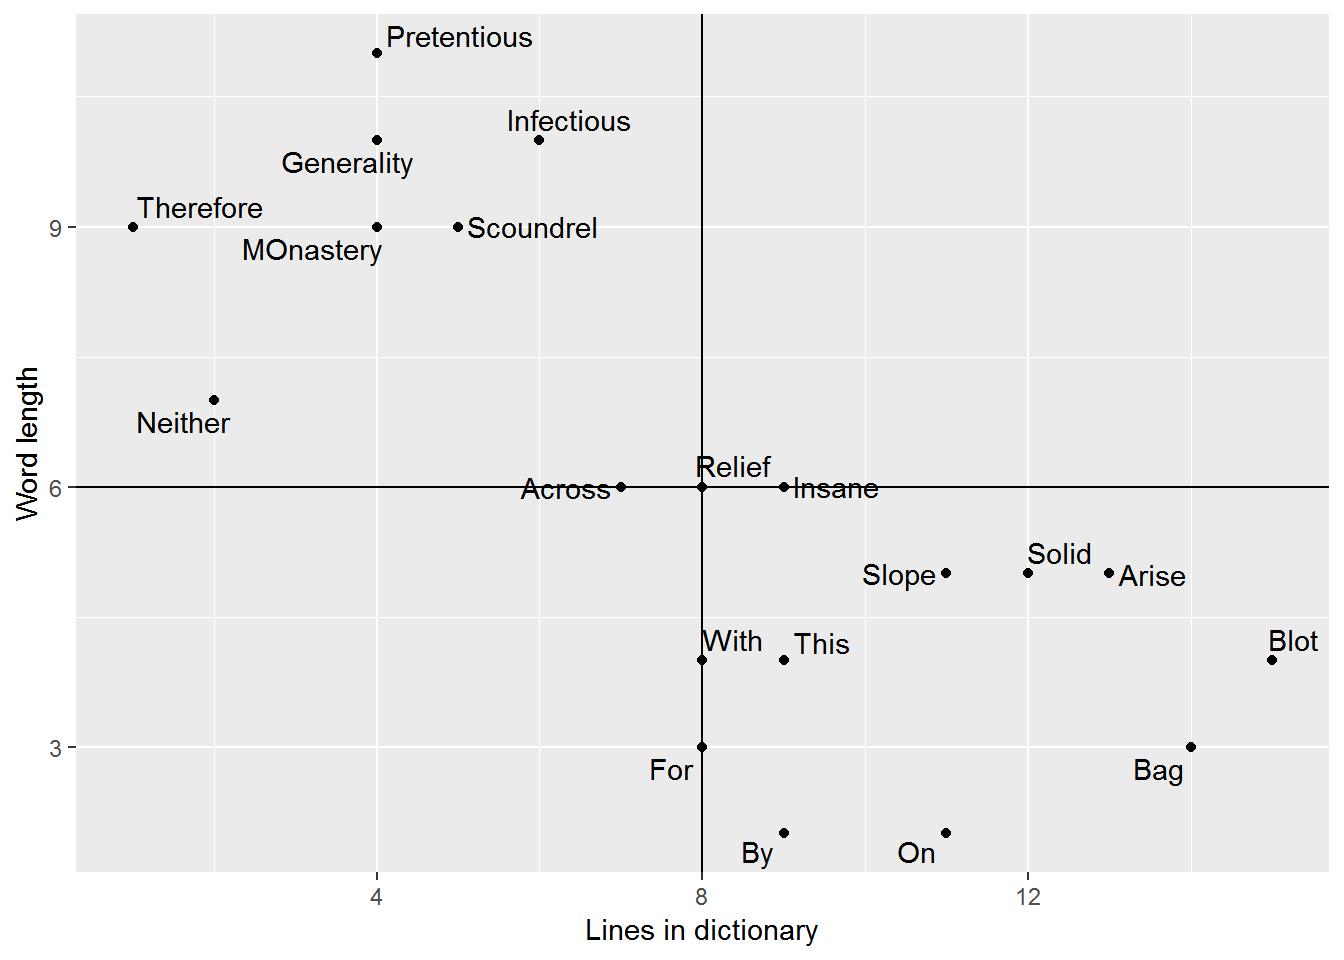 Pretentious
Infectious
Generality
Therefore
Scoundrel
MOnastery
Neither
Relief
Across
Insane
Solid
Slope
Arise
With
This
Blot
For
Bag
By
On
9
6
3
4
8
12
Word length
Lines in dictionary